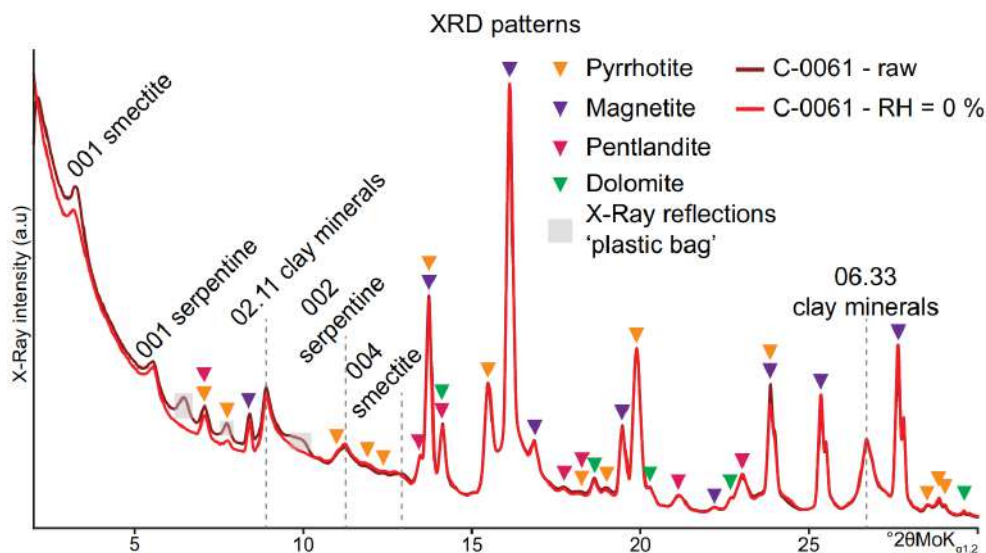 XRD patterns
Pyrrhotite
Magnetite
Pentlandite
Dolomite
X-Ray reflections
'plastic bag'
C-0061 - raw
C-0061 - RH = 0 %
001 smectite
001 serpentine
02.11 clay minerals
002
serpentine
004
smectite
06.33
clay minerals
X-Ray intensity (a.u)
5
10
15
20
25
°2θMoKα1,2